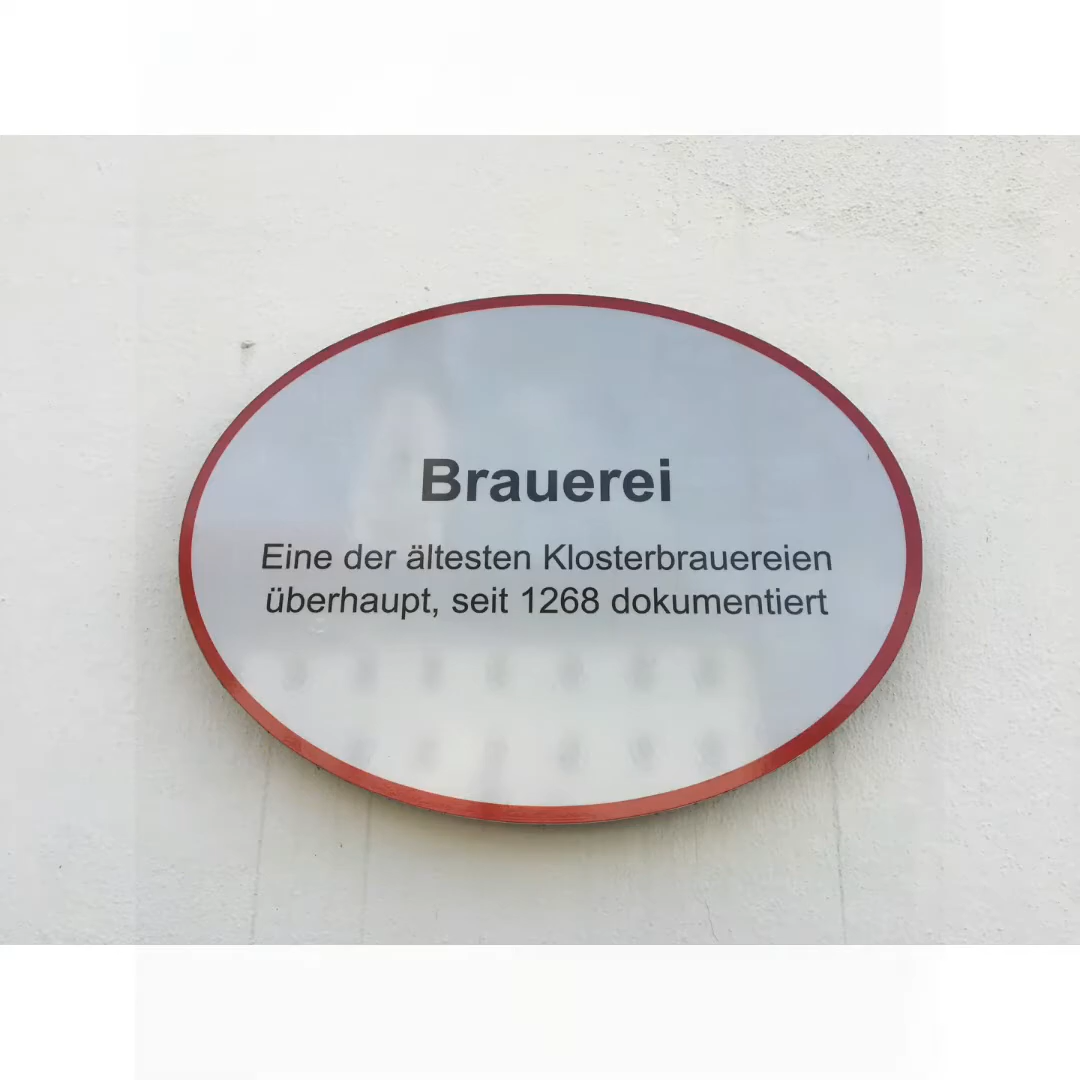 Brauerei
Eine der ältesten Klosterbrauereien
überhaupt, seit 1268 dokumentiert